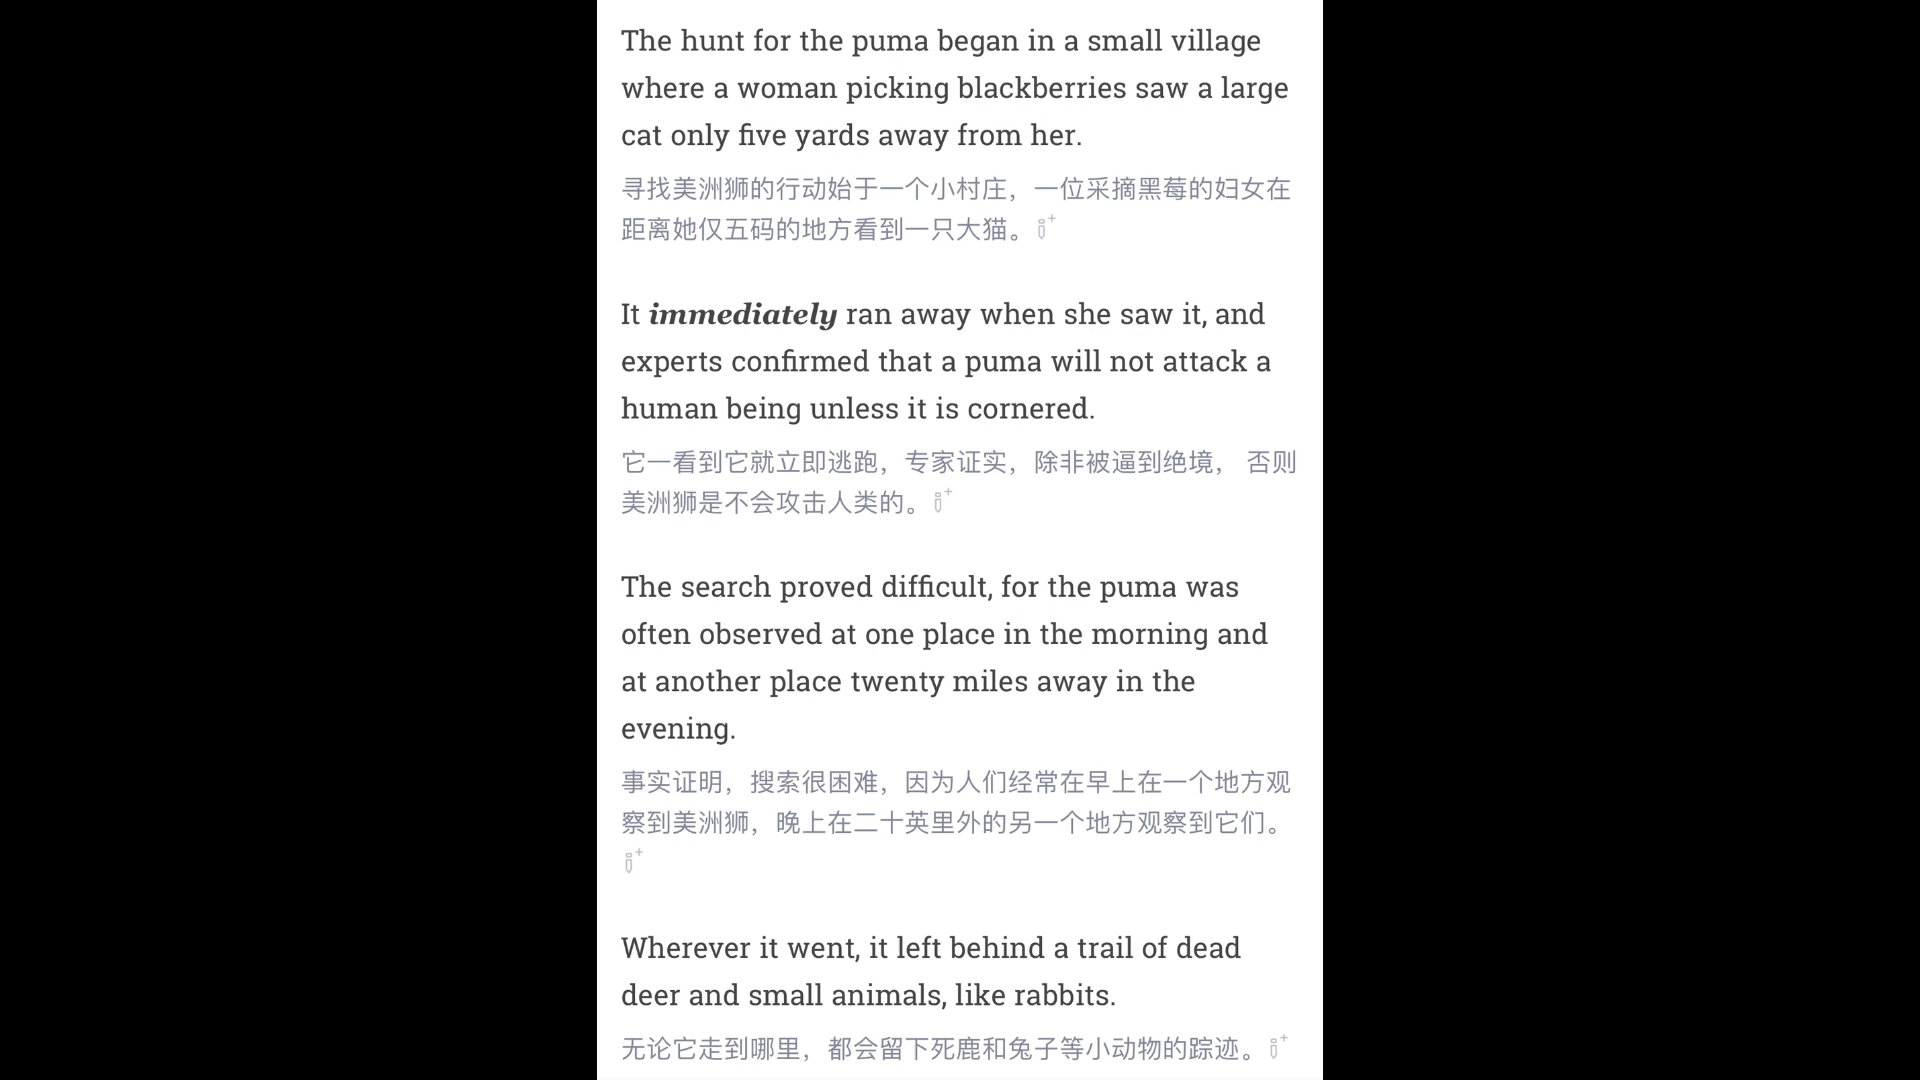 The hunt for the puma began in a small village
where a woman picking blackberries saw a large
cat only five yards away from her.
寻找美洲狮的行动始于一个小村庄，一位采摘黑莓的妇女在
距离她仅五码的地方看到一只大猫。
It immediately ran away when she saw it, and
experts confirmed that a puma will not attack a
human being unless it is cornered.
它一看到它就立即逃跑，专家证实，除非被逼到绝境， 否则
美洲狮是不会攻击人类的。
The search proved difficult, for the puma was
often observed at one place in the morning and
at another place twenty miles away in the
evening.
事实证明，搜索很困难，因为人们经常在早上在一个地方观
察到美洲狮，晚上在二十英里外的另一个地方观察到它们。
Wherever it went, it left behind a trail of dead
deer and small animals, like rabbits.
无论它走到哪里，都会留下死鹿和兔子等小动物的踪迹。